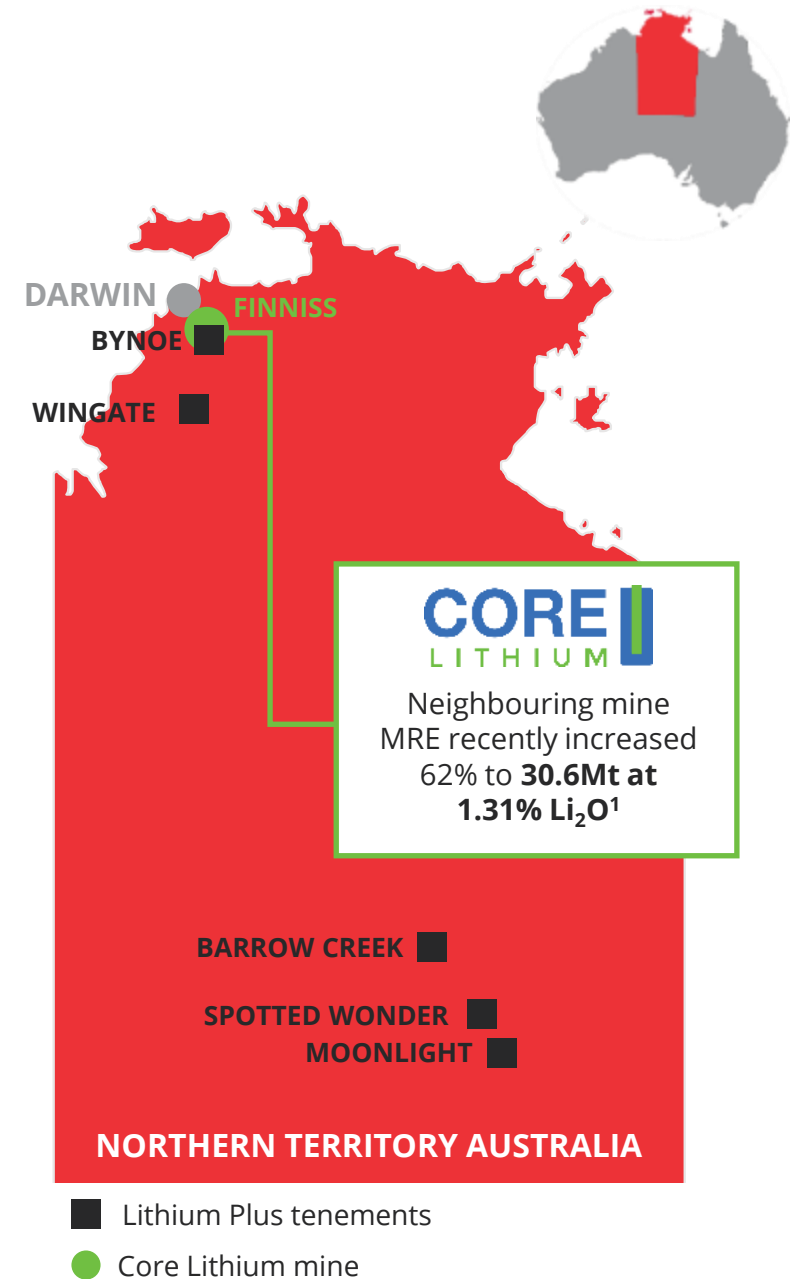 DARWIN
FINNISS
BYNOE
WINGATE
CORE
LITHIUM
Neighbouring mine
MRE recently increased
62% to 30.6Mt at
1.31% Li₂O¹
BARROW CREEK
SPOTTED WONDER
MOONLIGHT
NORTHERN TERRITORY AUSTRALIA
Lithium Plus tenements
Core Lithium mine